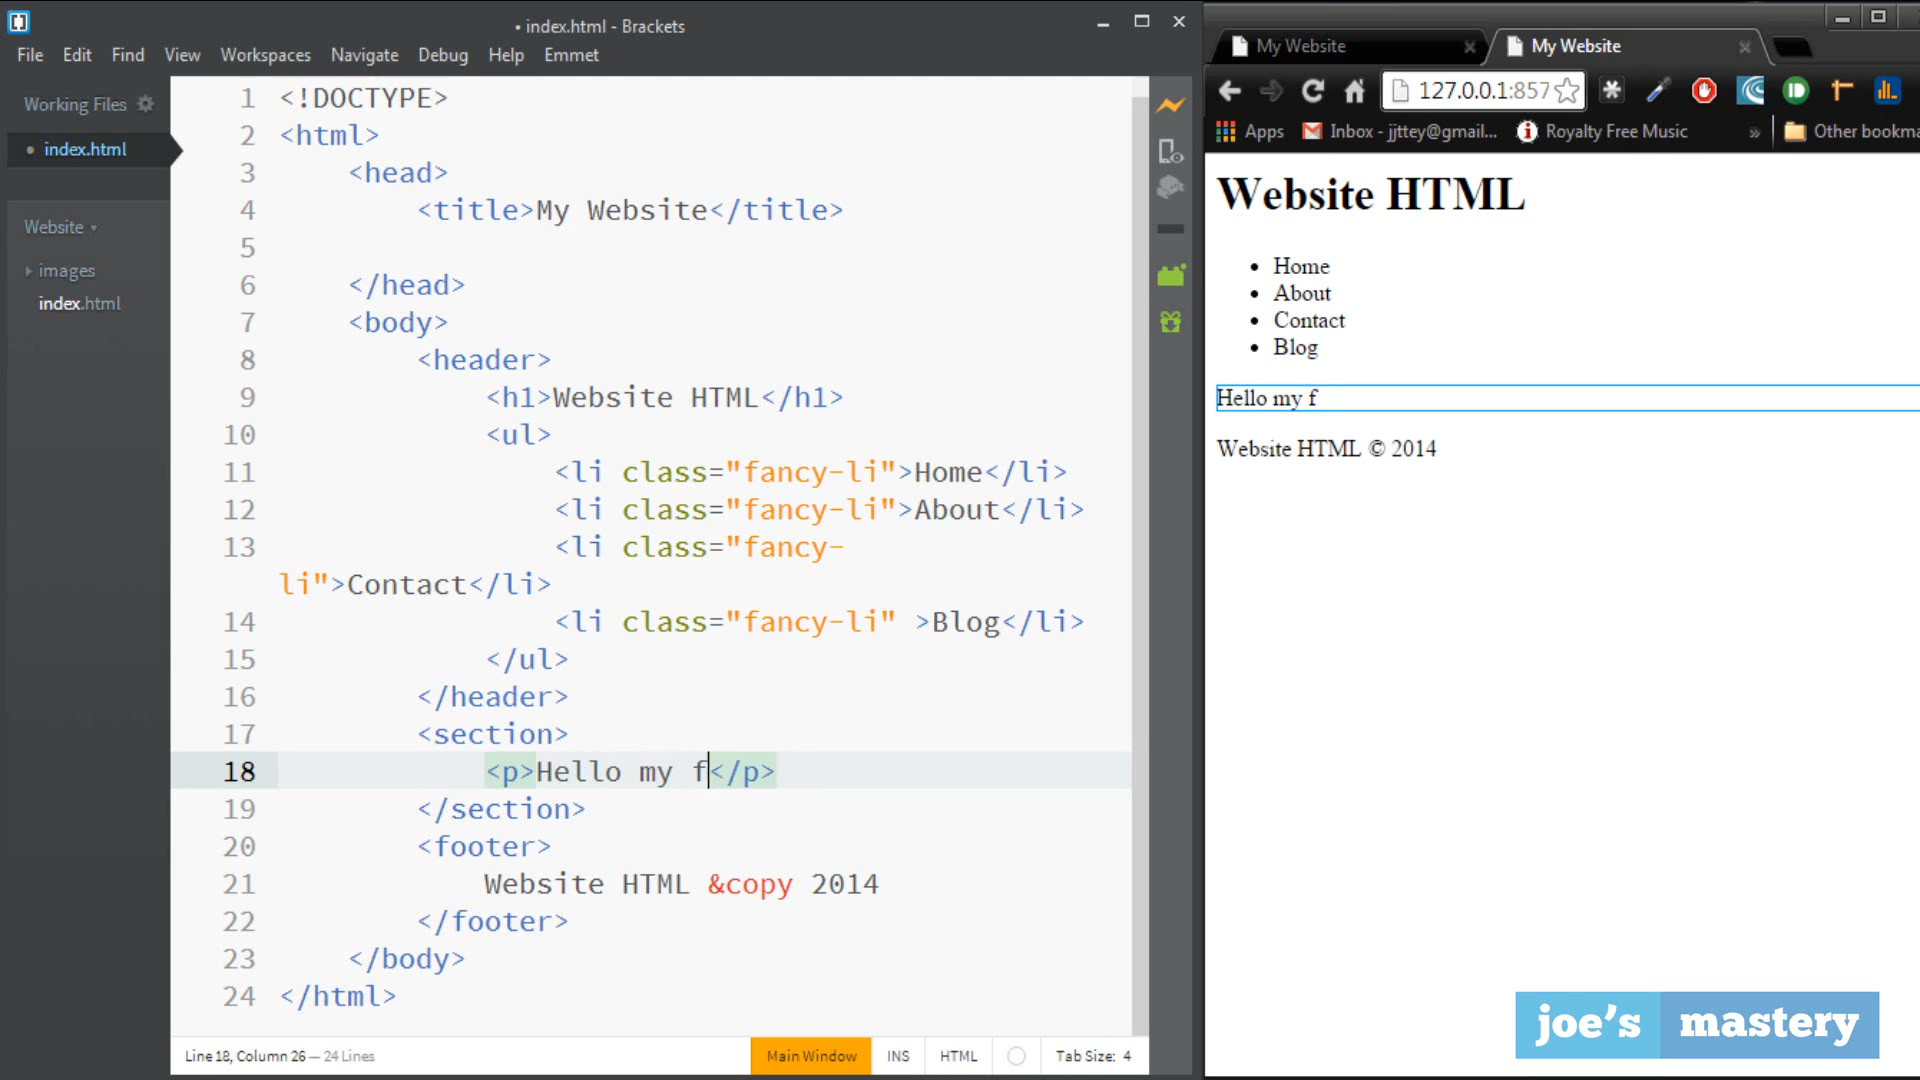 • index.html - Brackets
File Edit Find View Workspaces Navigate Debug Help Emmet
Working Files
• index.html
Website
images
index.html
1 <!DOCTYPE>
2 <html>
3 <head>
4 <title>My Website</title>
5
6 </head>
7 <body>
8 <header>
9 <h1>Website HTML</h1>
10 <ul>
11 <li class="fancy-li">Home</li>
12 <li class="fancy-li">About</li>
13 <li class="fancy-
li">Contact</li>
14 <li class="fancy-li" >Blog</li>
15 </ul>
16 </header>
17 <section>
18 <p>Hello my f</p>
19 </section>
20 <footer>
21 Website HTML &copy 2014
22 </footer>
23 </body>
24 </html>
Line 18, Column 26 — 24 Lines
Main Window INS HTML Tab Size: 4
My Website My Website
127.0.0.1:857
Apps Inbox - jjttey@gmail... Royalty Free Music » Other bookma
Website HTML
• Home
• About
• Contact
• Blog
Hello my f
Website HTML © 2014
joe's mastery